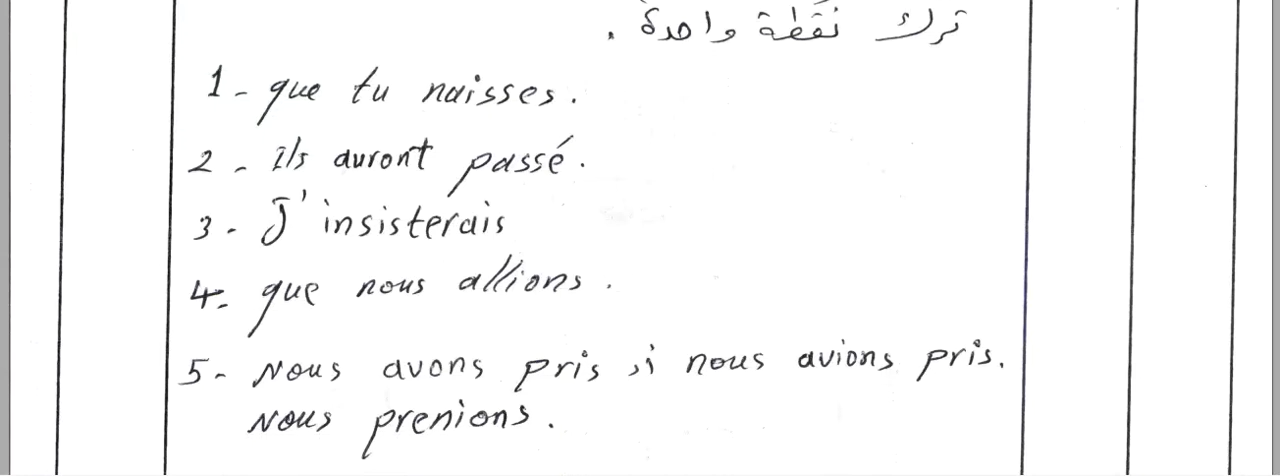 ترك نقطة واحدة .
1 - que tu naisses .
2 - ils auront passé .
3 - J'insisterais
4 - que nous allions .
5 - Nous avons pris أو nous avions pris .
Nous prenions .